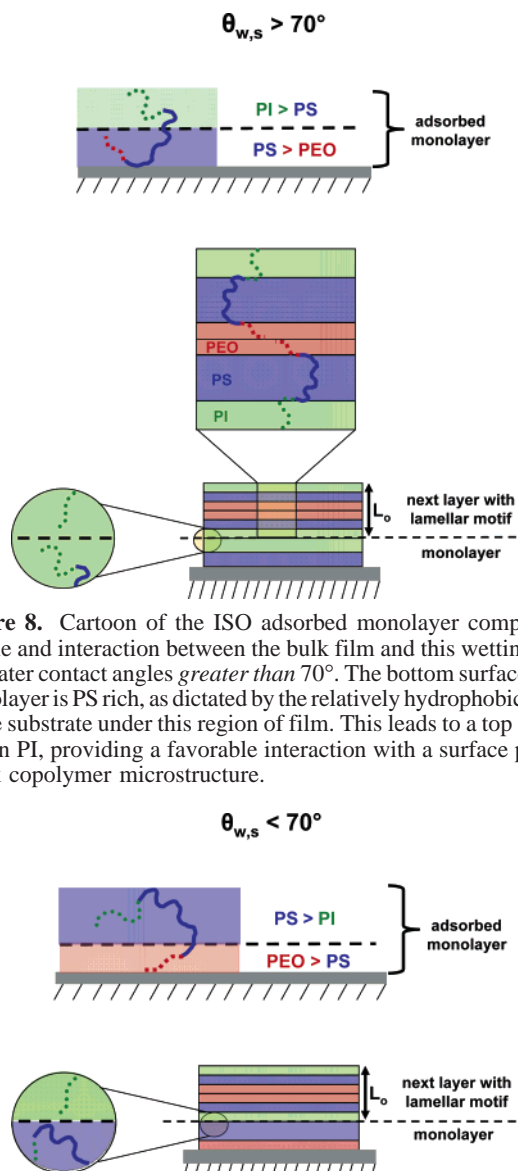 θw,s > 70°
PI > PS
PS > PEO
adsorbed
monolayer
PEO
PS
PI
Lo
next layer with
lamellar motif
monolayer
re 8. Cartoon of the ISO adsorbed monolayer comp
e and interaction between the bulk film and this wettin
ater contact angles greater than 70°. The bottom surface
olayer is PS rich, as dictated by the relatively hydrophobic
e substrate under this region of film. This leads to a top
n PI, providing a favorable interaction with a surface p
copolymer microstructure.
θw,s < 70°
PS > PI
PEO > PS
adsorbed
monolayer
Lo
next layer with
lamellar motif
monolayer